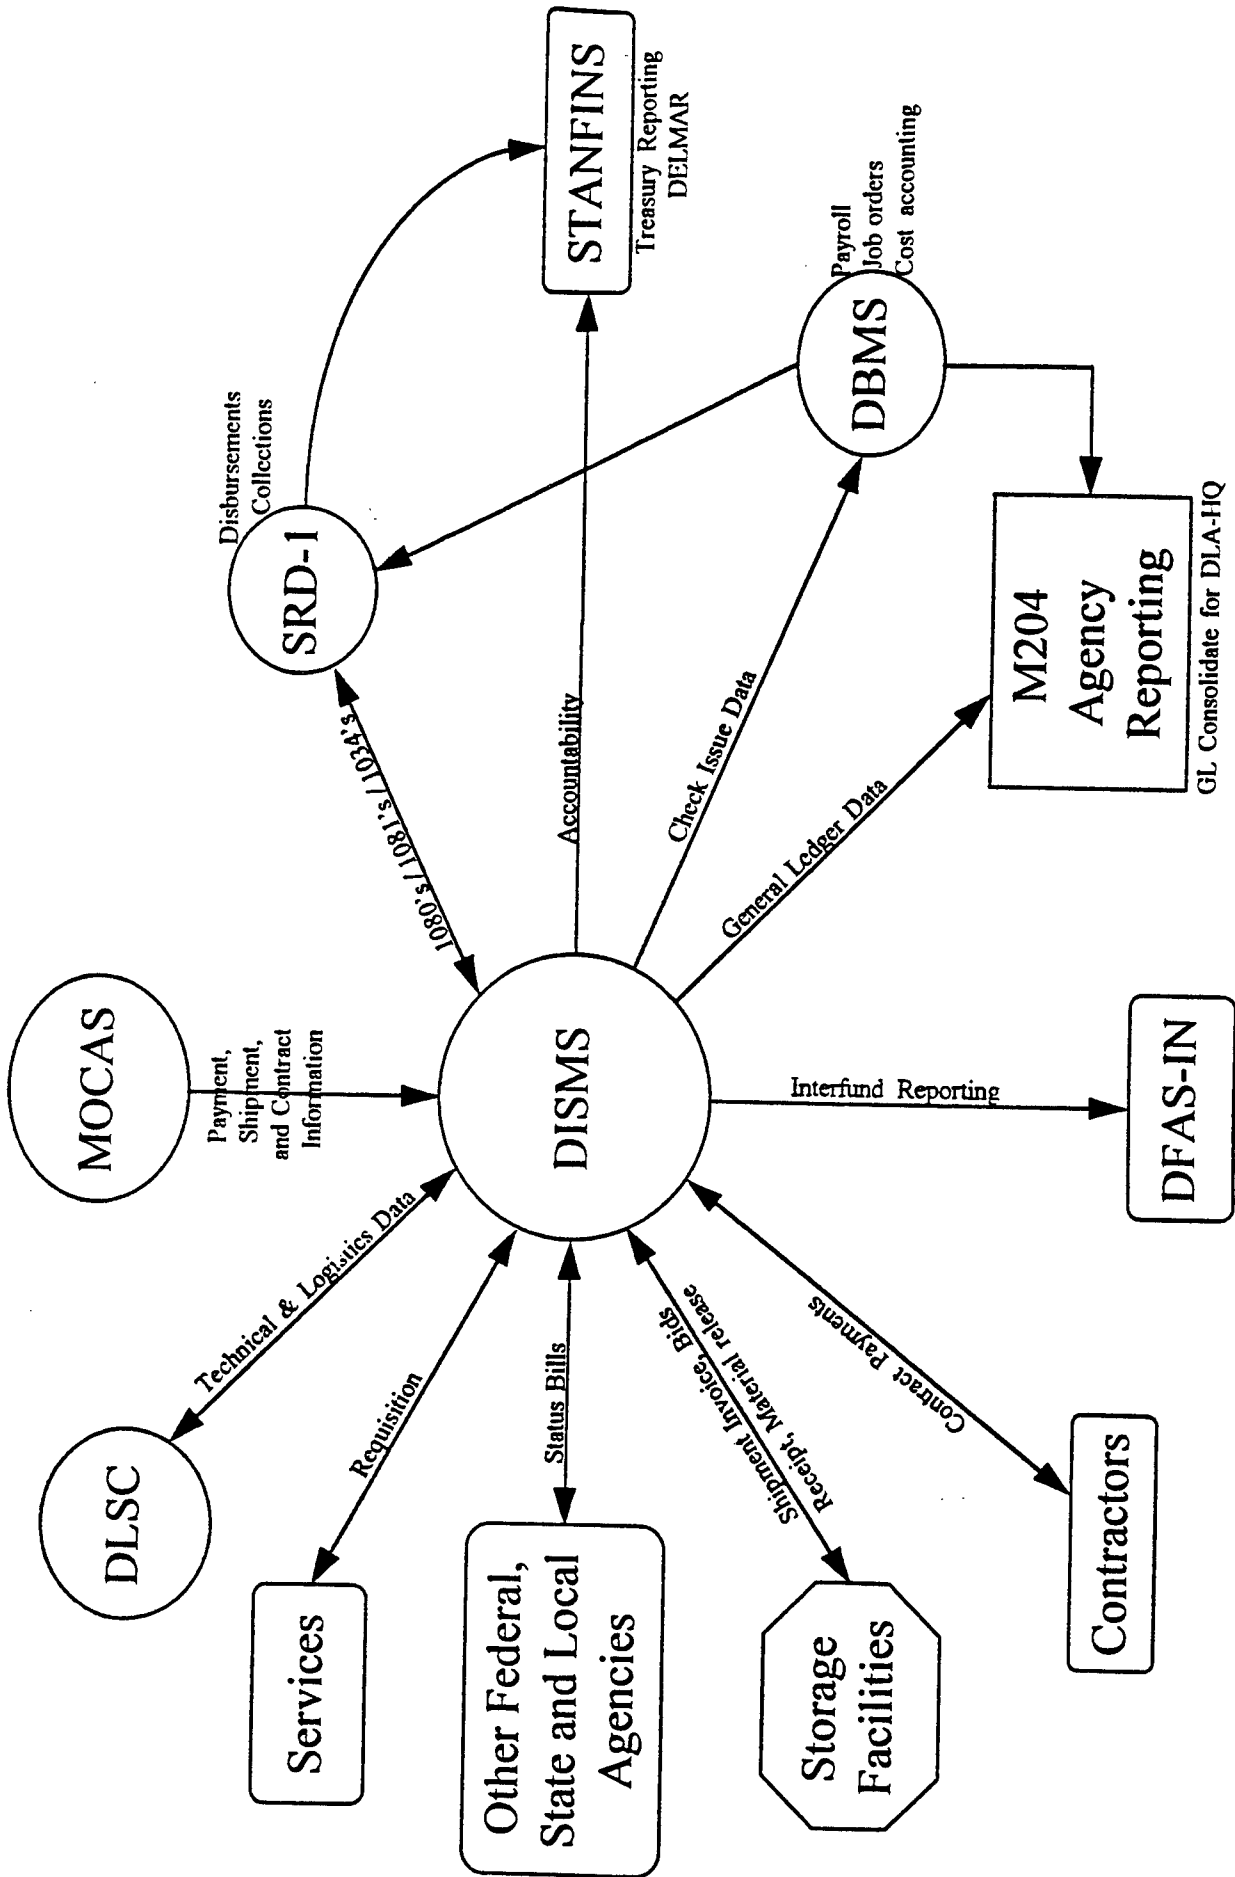 MOCAS
Payment,
Shipment,
and Contract
Information
DLSC
Technical & Logistics Data
Services
Requisition
Other Federal,
State and Local
Agencies
Status Bills
Storage
Facilities
Shipment Invoice, Bids
Receipt, Material release
Contractors
Contract Payments
DISMS
Interfund Reporting
DFAS-IN
1080's/1081's/1034's
SRD-1
Disbursements
Collections
Accountability
STANFINS
Treasury Reporting
DELMAR
Check Issue Data
DBMS
Payroll
Job orders
Cost accounting
General Ledger Data
M204
Agency
Reporting
GL Consolidate for DLA-HQ